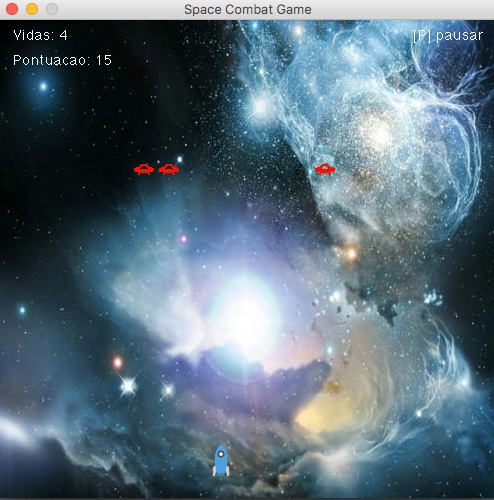 Space Combat Game
Vidas: 4
[P] pausar
Pontuacao: 15